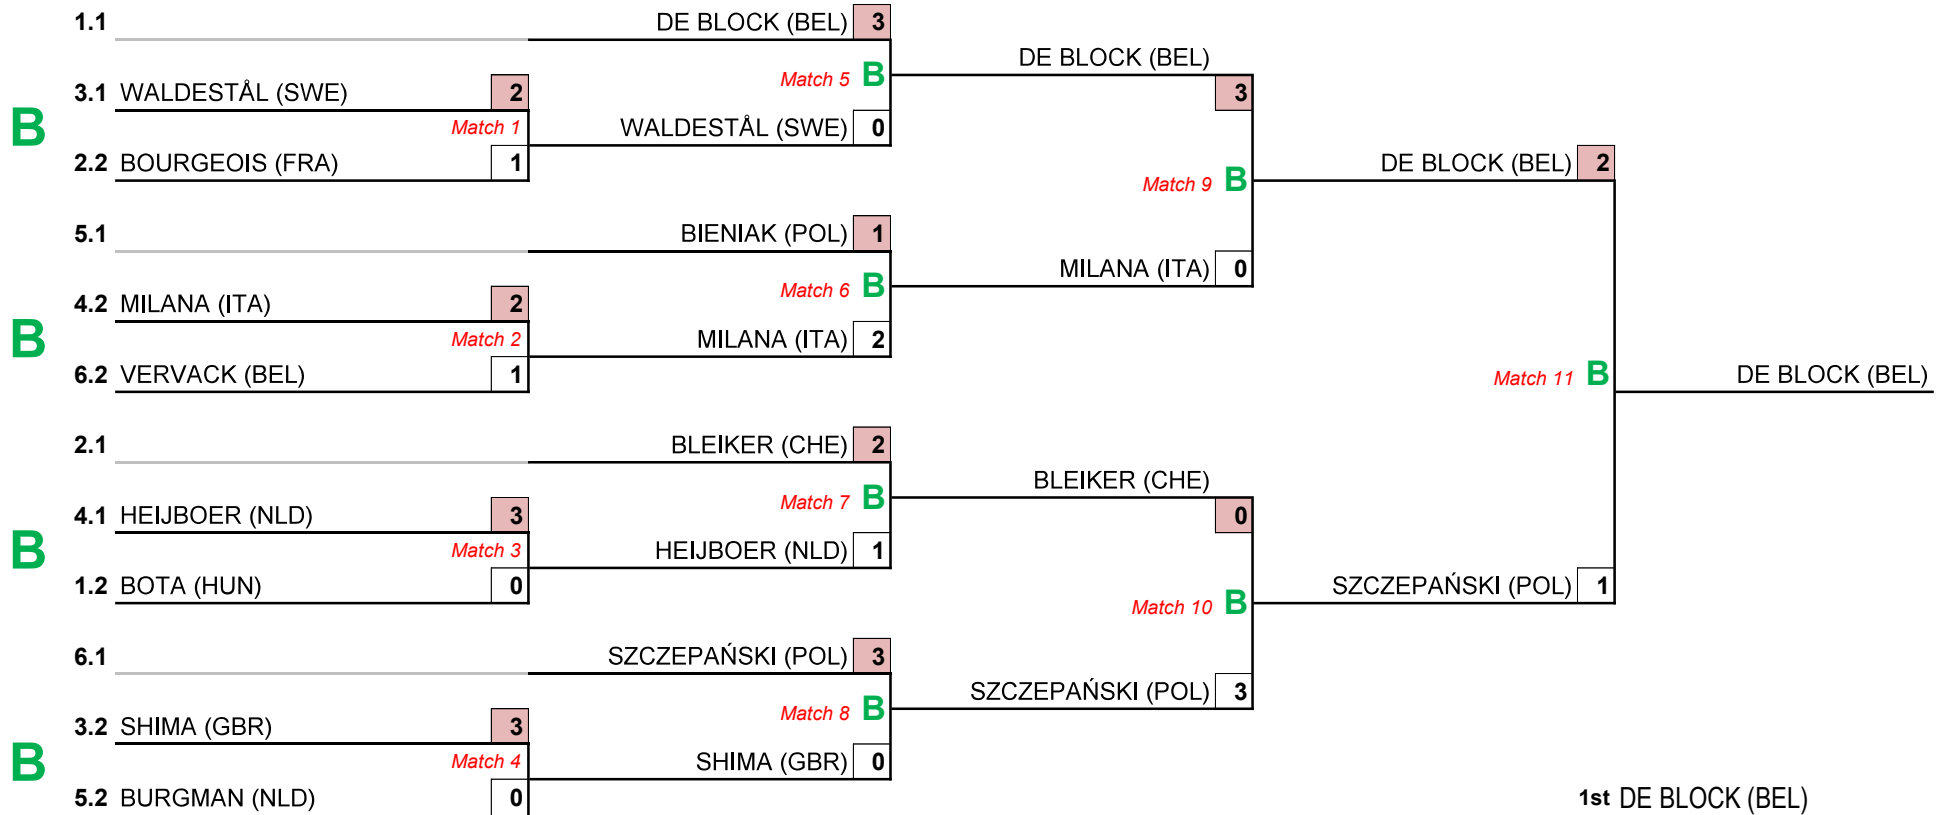 1.1 DE BLOCK (BEL) 3
DE BLOCK (BEL)
Match 5 B
3.1 WALDESTÅL (SWE) 2 3
B Match 1 WALDESTÅL (SWE) 0
2.2 BOURGEOIS (FRA) 1 DE BLOCK (BEL) 2
Match 9 B
5.1 BIENIAK (POL) 1
MILANA (ITA) 0
Match 6 B
4.2 MILANA (ITA) 2
B Match 2 MILANA (ITA) 2
6.2 VERVACK (BEL) 1 Match 11 B DE BLOCK (BEL)
2.1 BLEIKER (CHE) 2
BLEIKER (CHE)
Match 7 B
4.1 HEIJBOER (NLD) 3 0
B Match 3 HEIJBOER (NLD) 1
1.2 BOTA (HUN) 0 SZCZEPAŃSKI (POL) 1
Match 10 B
6.1 SZCZEPAŃSKI (POL) 3
SZCZEPAŃSKI (POL) 3
Match 8 B
3.2 SHIMA (GBR) 3
B Match 4 SHIMA (GBR) 0
5.2 BURGMAN (NLD) 0 1st DE BLOCK (BEL)